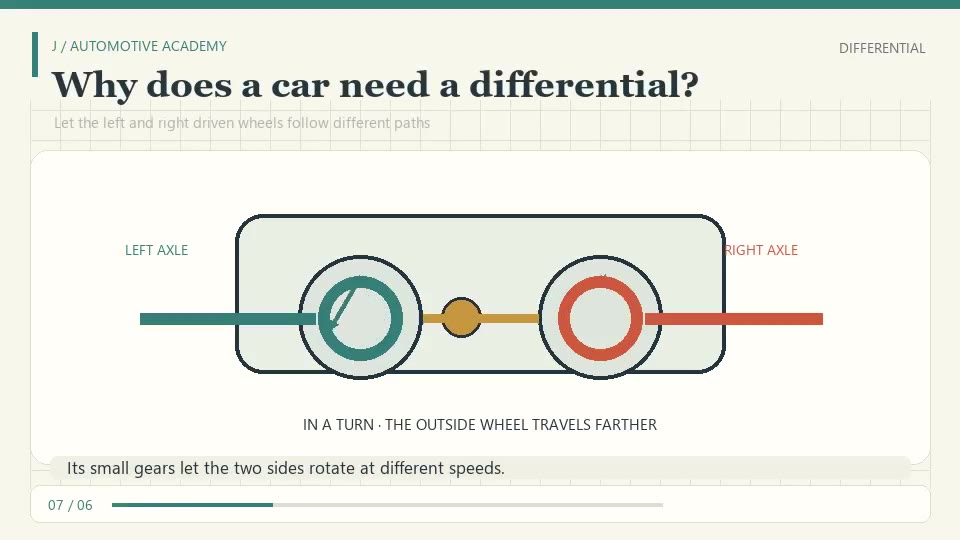 J / AUTOMOTIVE ACADEMY
DIFFERENTIAL
Why does a car need a differential?
Let the left and right driven wheels follow different paths
LEFT AXLE
RIGHT AXLE
IN A TURN · THE OUTSIDE WHEEL TRAVELS FARTHER
Its small gears let the two sides rotate at different speeds.
07 / 06